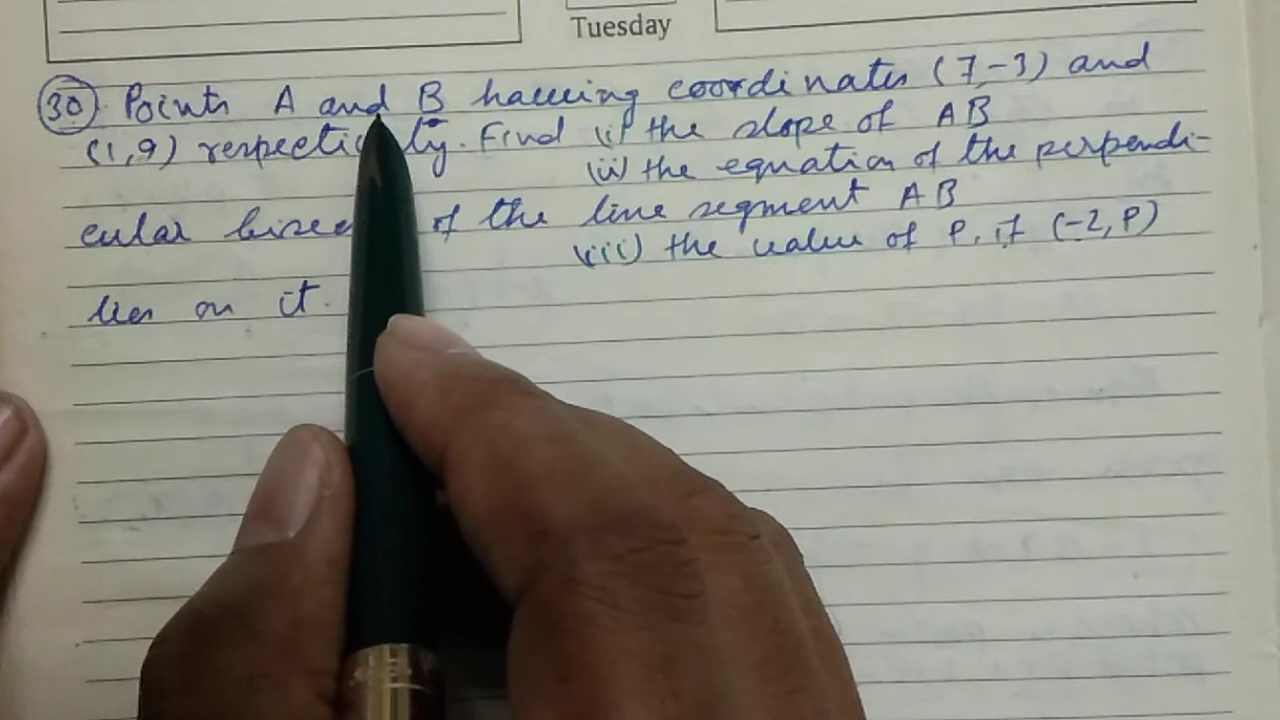 Tuesday
(30) Points A and B having coordinates (7,-3) and
(1,9) respectively. Find (i) the slope of AB
(ii) the equation of the perpendi-
cular of the line segment AB
(iii) the value of P, if (-2,P)
lies on it.